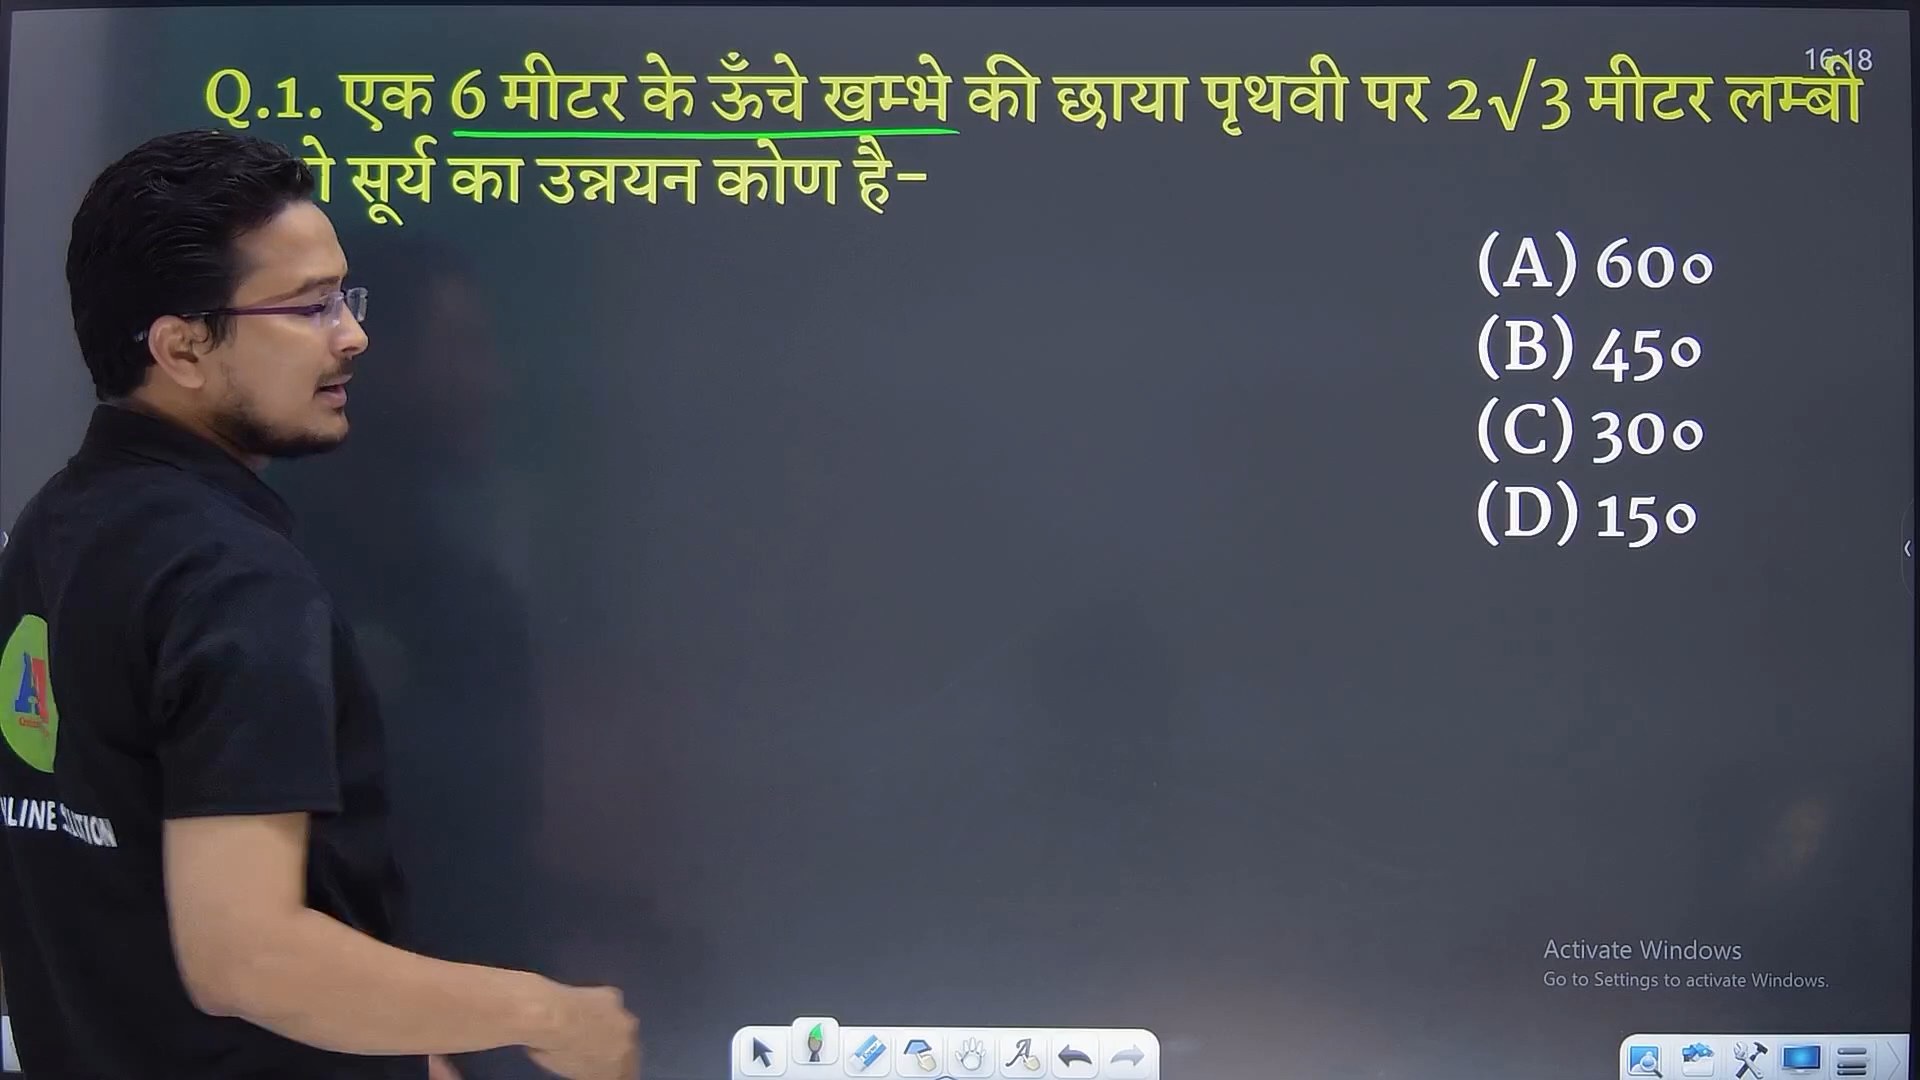 16:18
Q.1. एक 6 मीटर के ऊँचे खम्भे की छाया पृथवी पर 2√3 मीटर लम्बी
सूर्य का उन्नयन कोण है-
(A) 60०
(B) 45०
(C) 30०
(D) 15०
Activate Windows
Go to Settings to activate Windows.